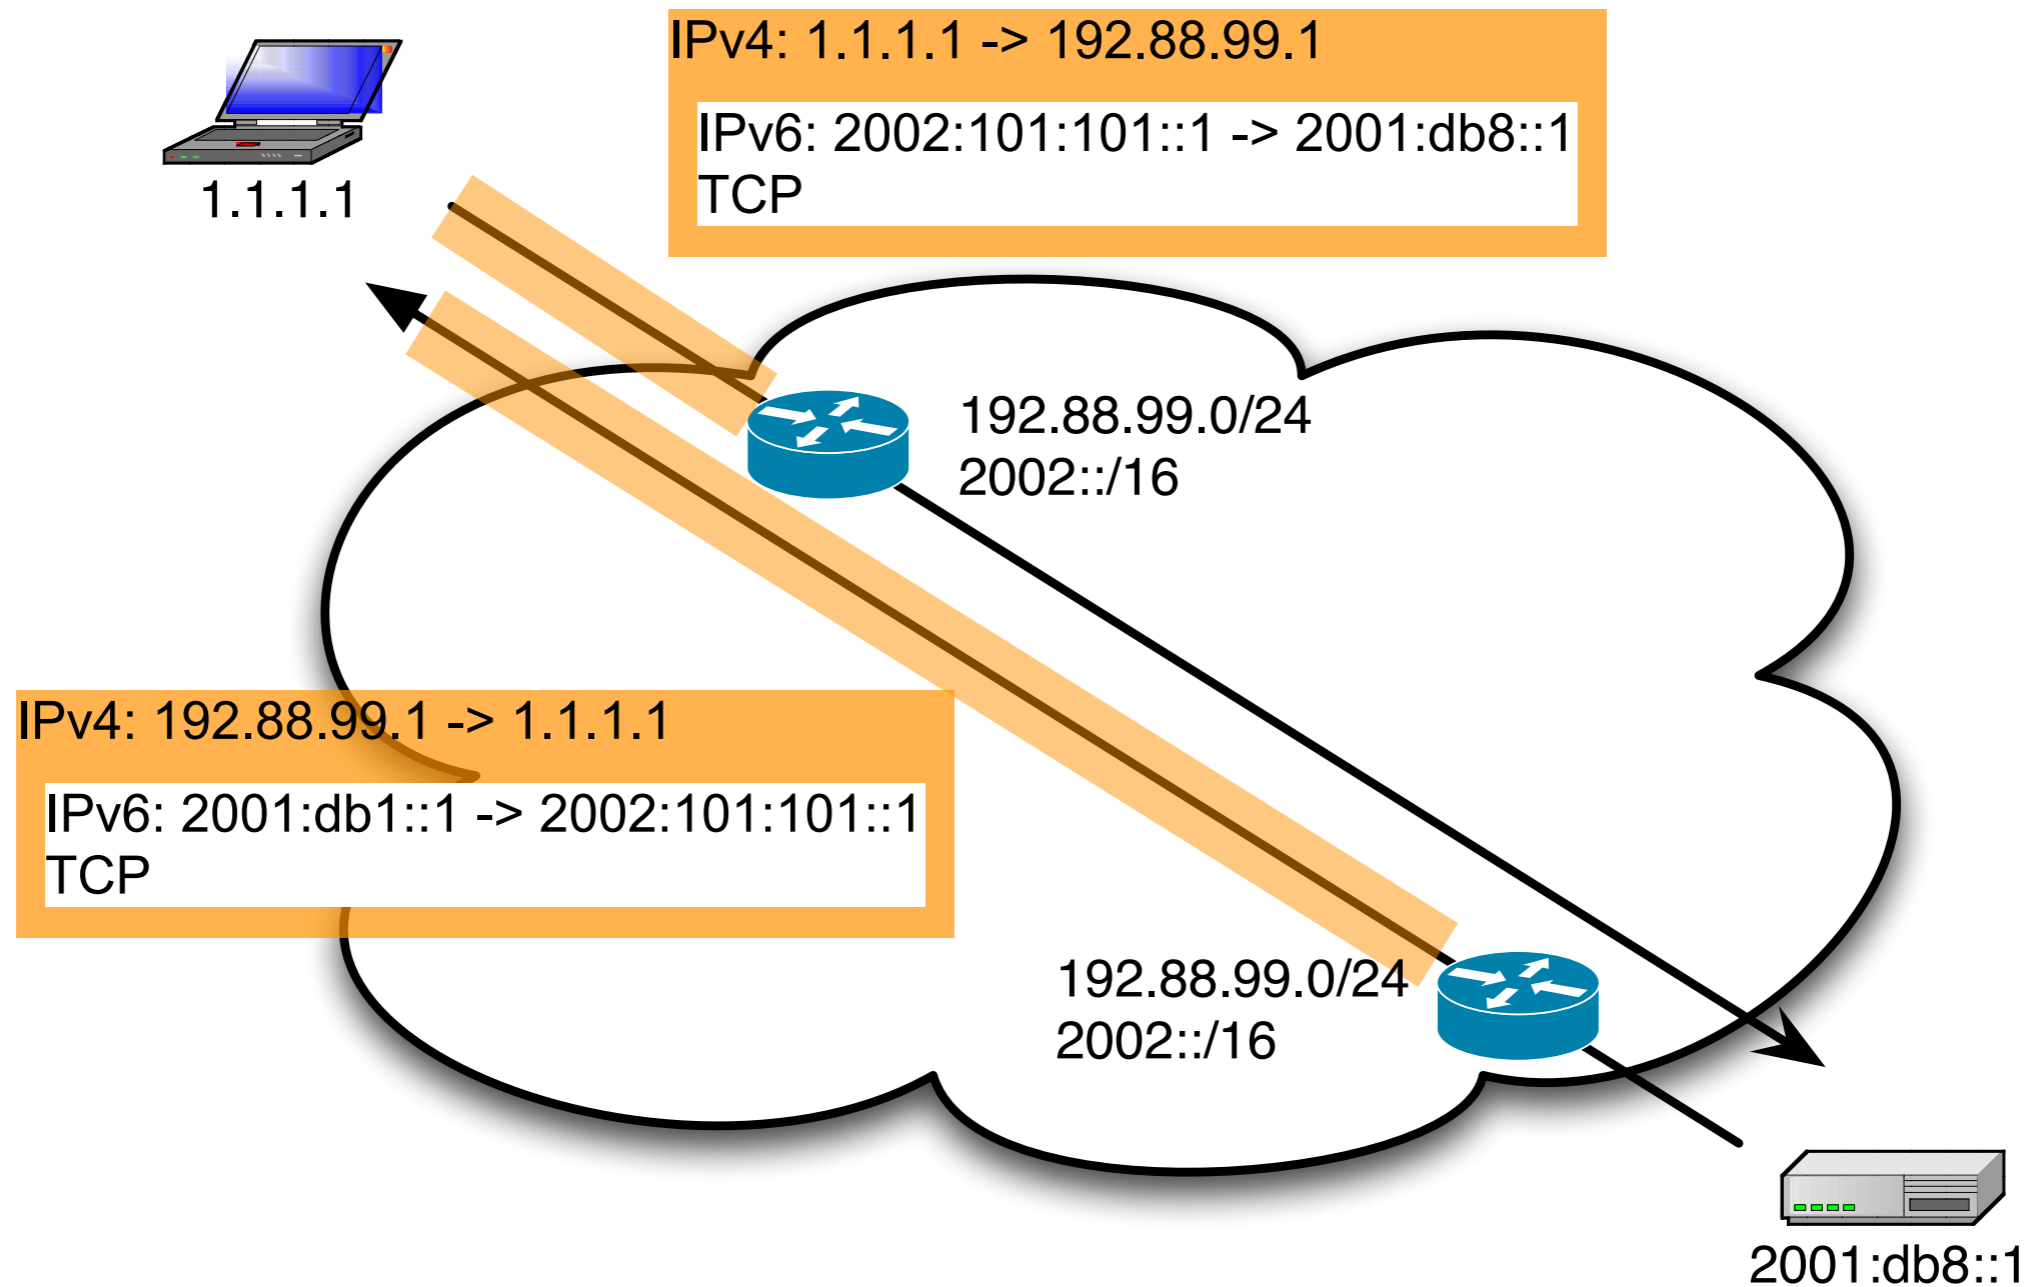 IPv4: 1.1.1.1 -> 192.88.99.1
IPv6: 2002:101:101::1 -> 2001:db8::1
TCP
1.1.1.1
192.88.99.0/24
2002::/16
IPv4: 192.88.99.1 -> 1.1.1.1
IPv6: 2001:db1::1 -> 2002:101:101::1
TCP
192.88.99.0/24
2002::/16
2001:db8::1